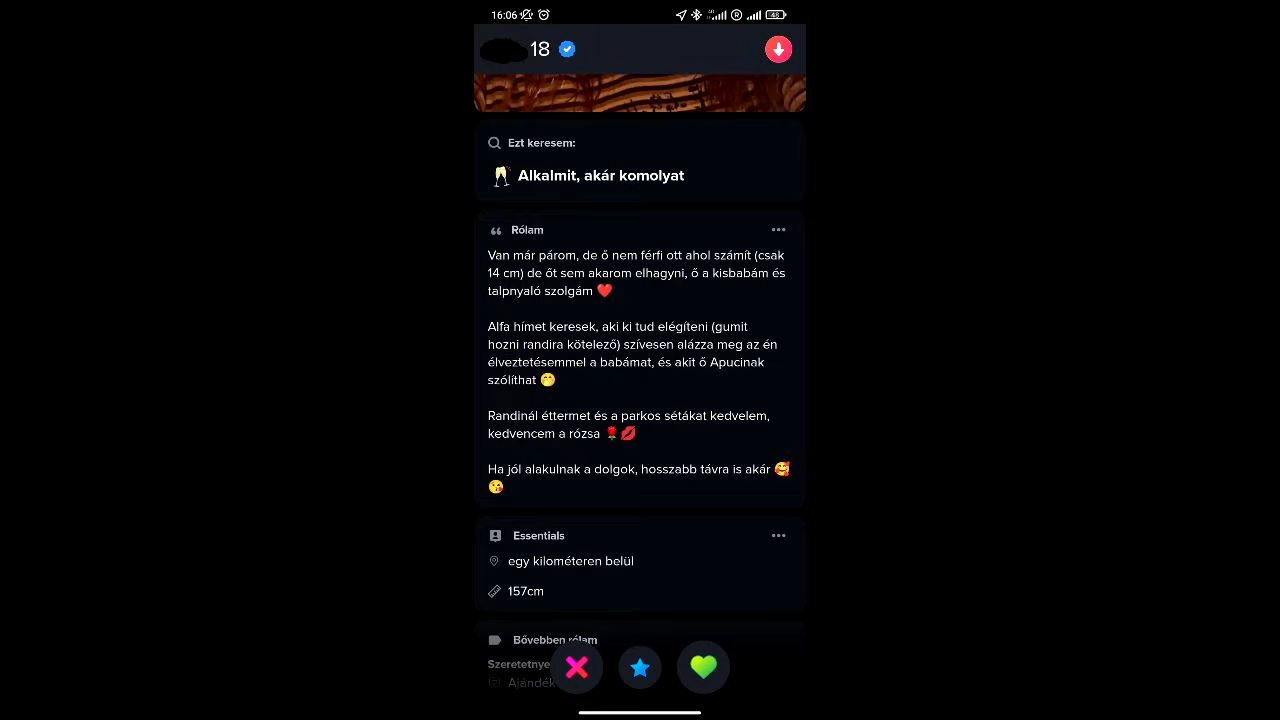 16:06
4G
R
48
18
Ezt keresem:
🥂 Alkalmit, akár komolyat
Rólam
Van már párom, de ő nem férfi ott ahol számít (csak
14 cm) de őt sem akarom elhagyni, ő a kisbabám és
talpnyaló szolgám ❤️
Alfa hímet keresek, aki ki tud elégíteni (gumit
hozni randira kötelező) szívesen alázza meg az én
élveztetésemmel a babámat, és akit ő Apucinak
szólíthat 🤭
Randinál éttermet és a parkos sétákat kedvelem,
kedvencem a rózsa 🌹💋
Ha jól alakulnak a dolgok, hosszabb távra is akár 🥰
😘
Essentials
egy kilométeren belül
157cm
Bővebben rólam
Szeretetnye
Ajándék